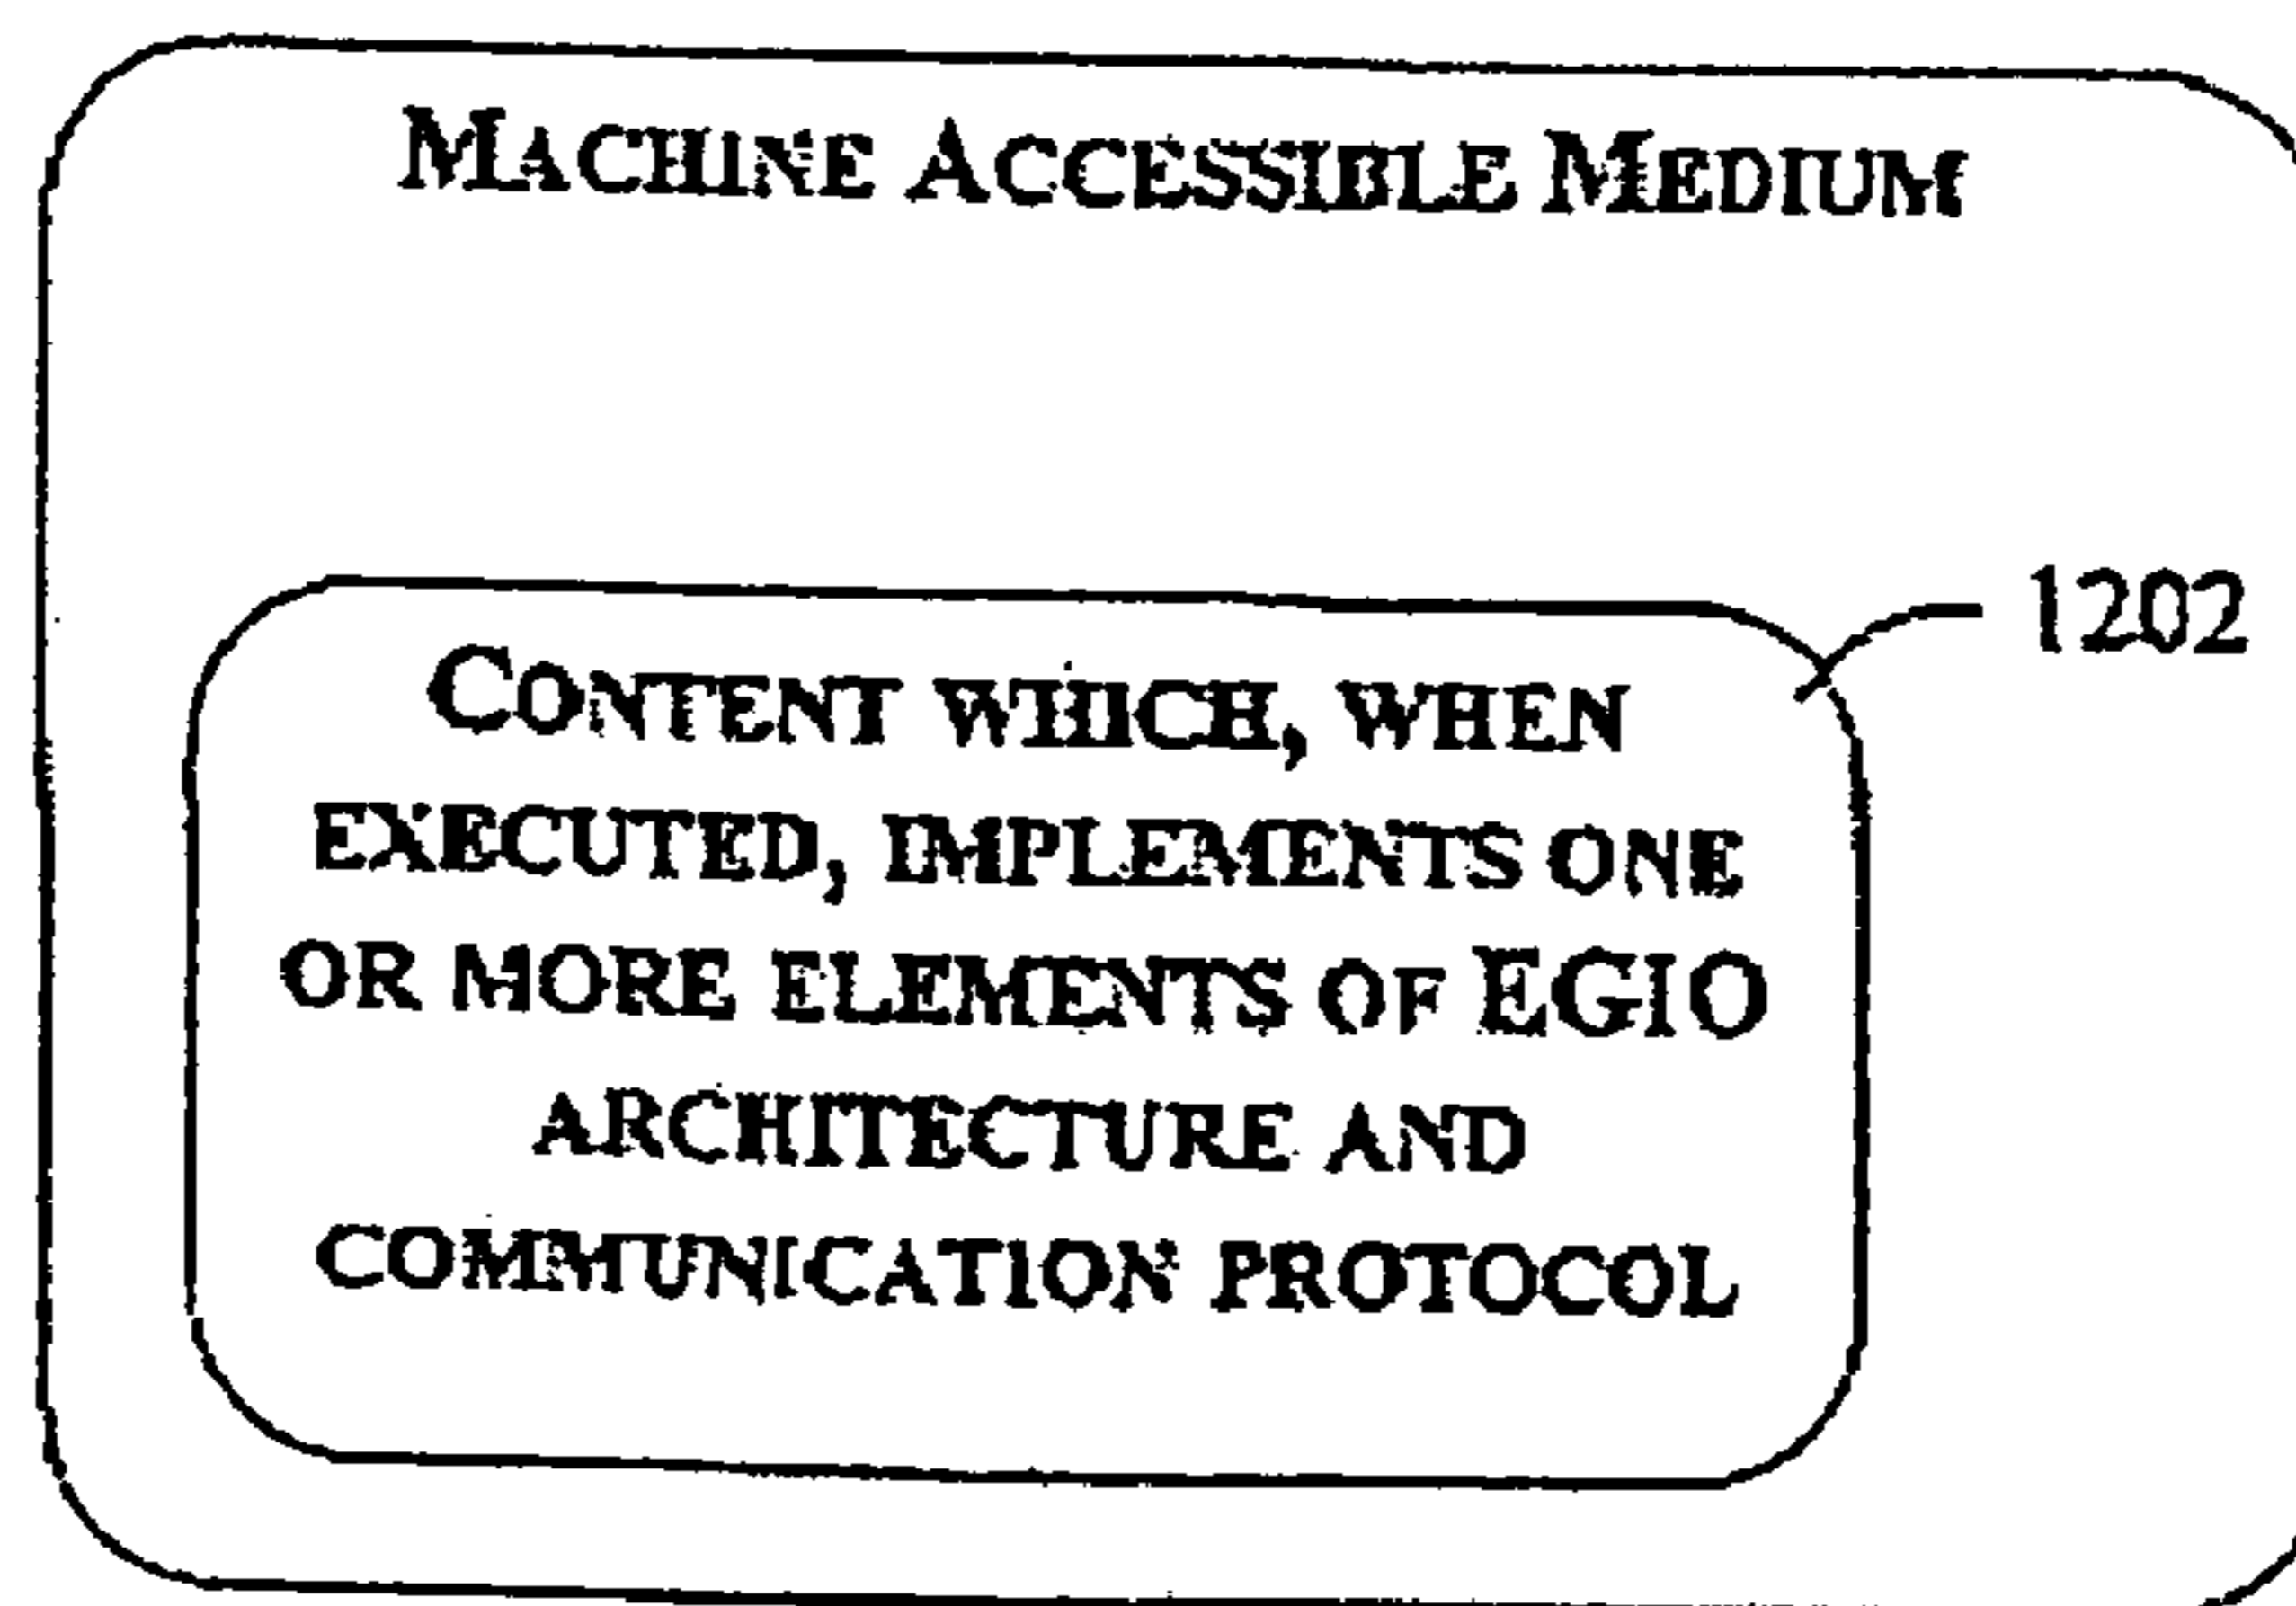 MACHINE ACCESSIBLE MEDIUM
1202
CONTENT WHICH, WHEN
EXECUTED, IMPLEMENTS ONE
OR MORE ELEMENTS OF EGIO
ARCHITECTURE AND
COMMUNICATION PROTOCOL